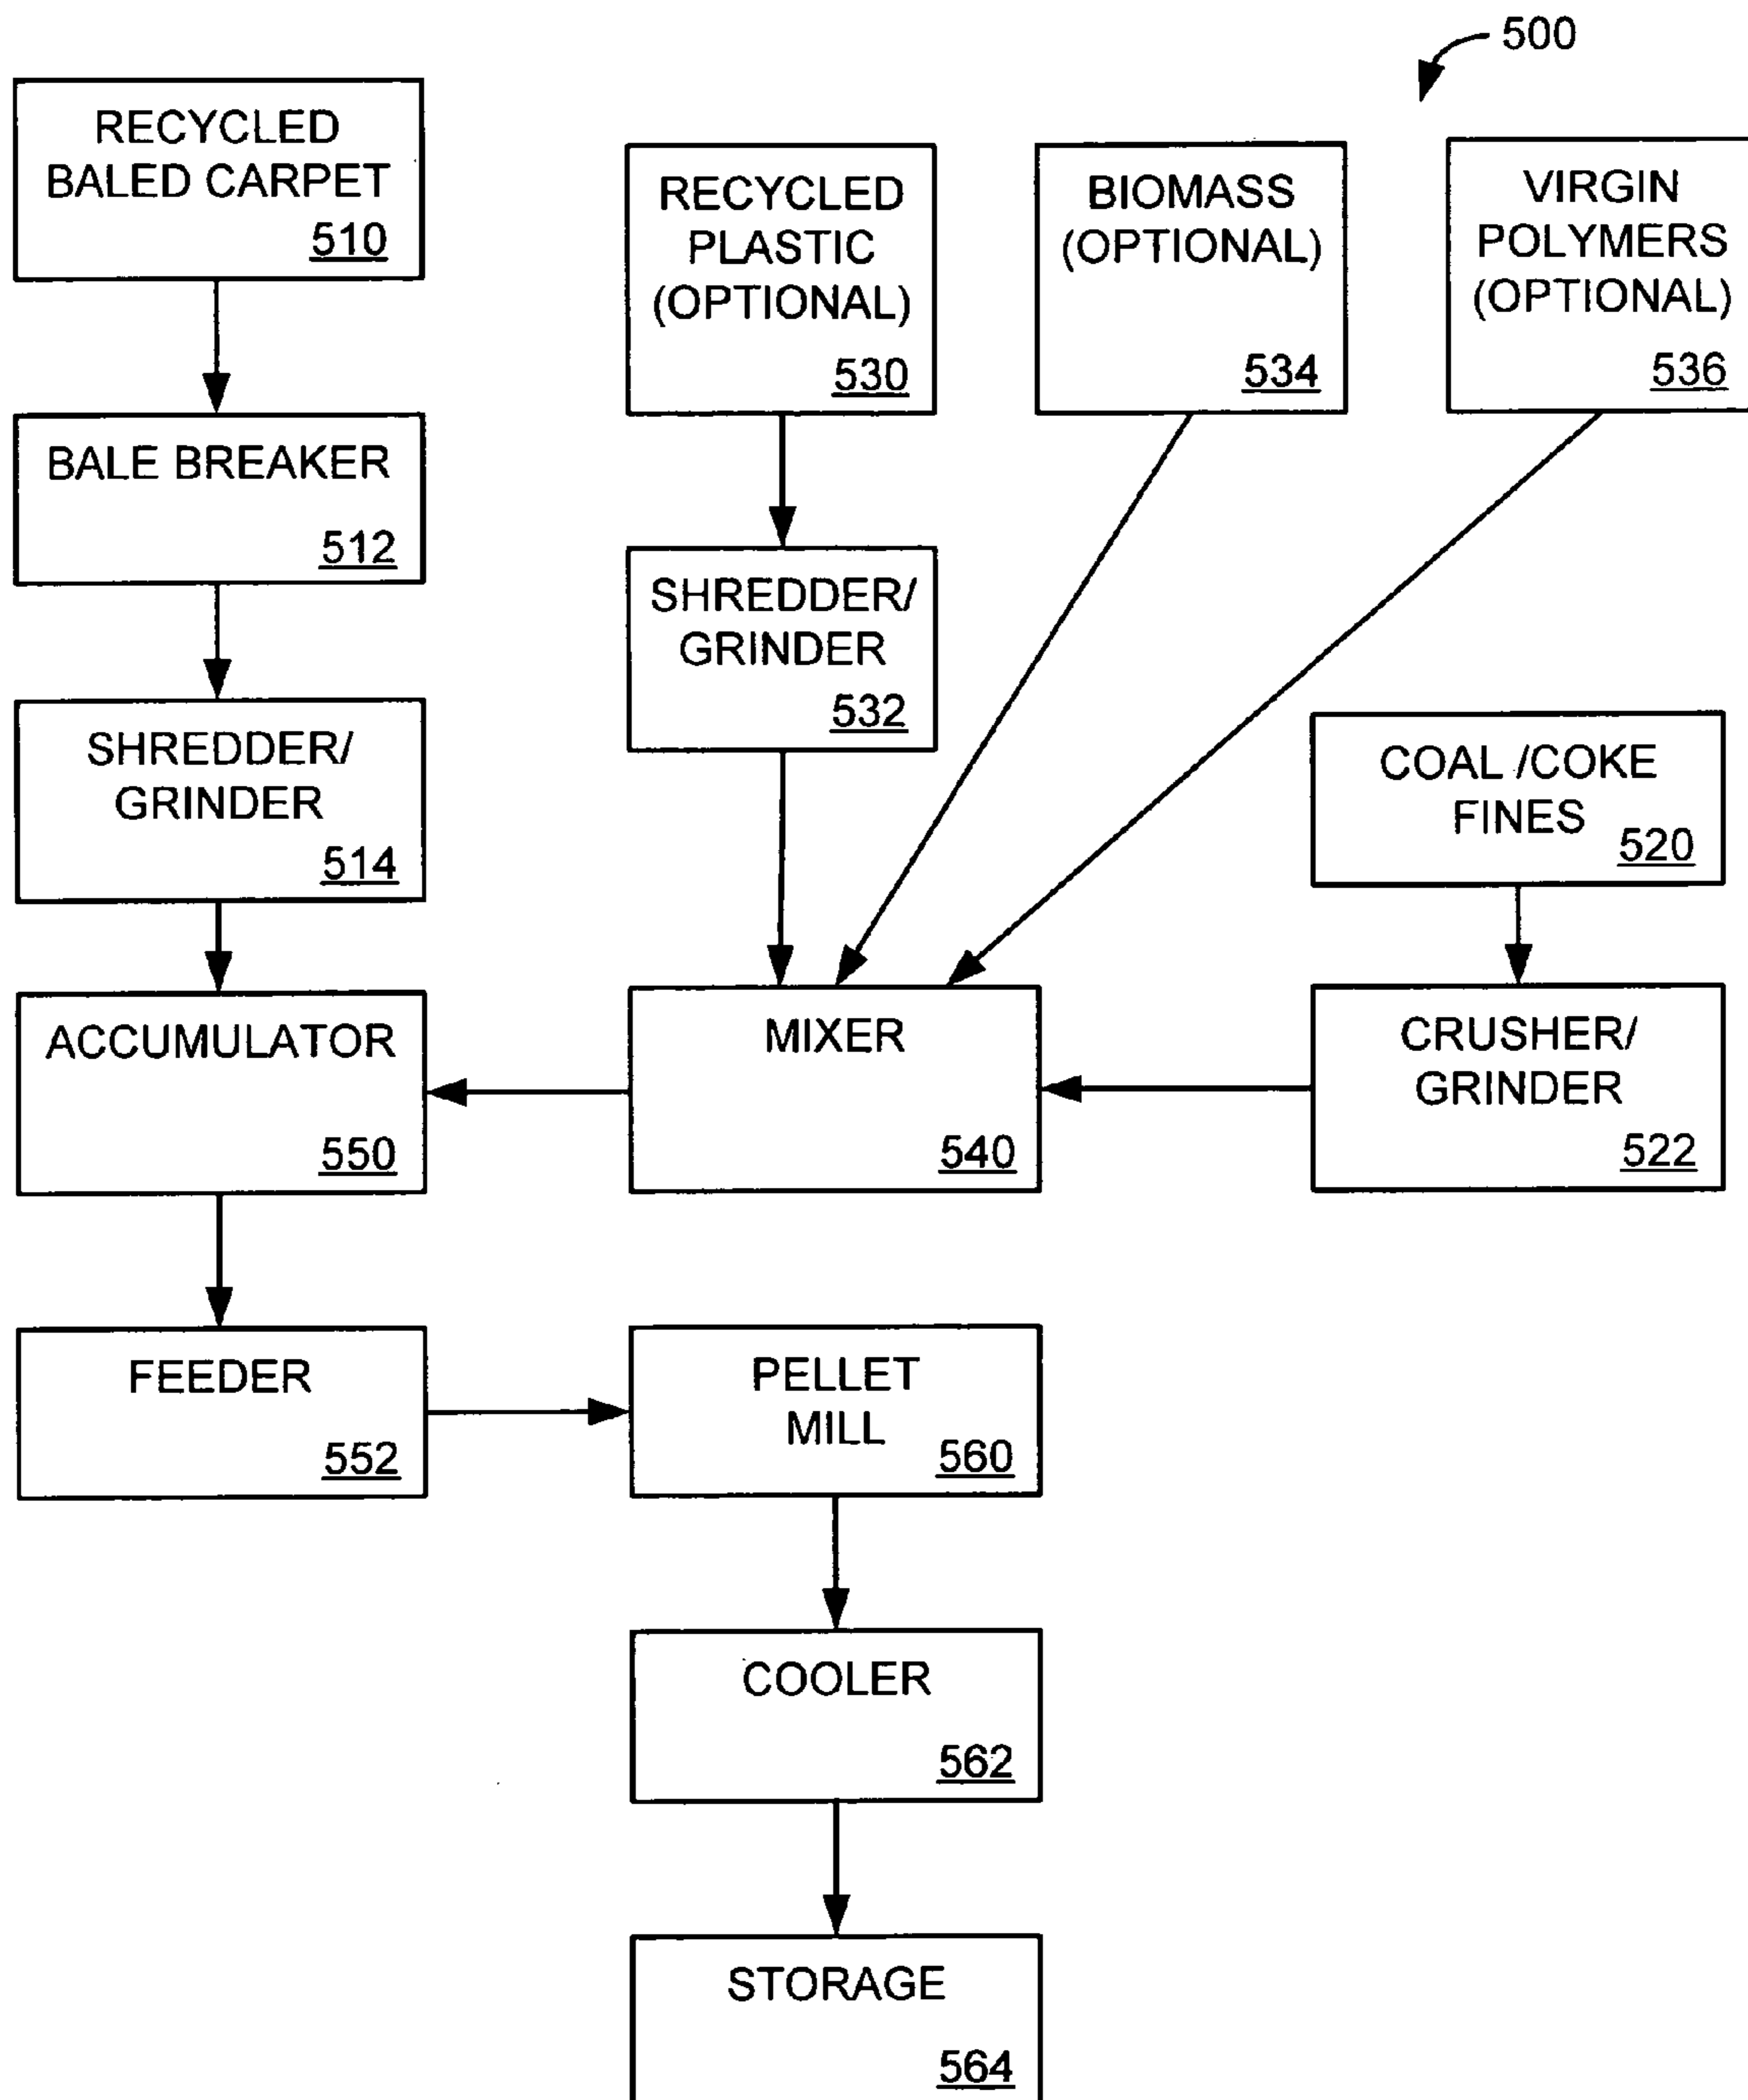 500
RECYCLED
BALED CARPET
510
RECYCLED
PLASTIC
(OPTIONAL)
530
BIOMASS
(OPTIONAL)
534
VIRGIN
POLYMERS
(OPTIONAL)
536
BALE BREAKER
512
SHREDDER/
GRINDER
532
SHREDDER/
GRINDER
514
COAL /COKE
FINES
520
ACCUMULATOR
550
MIXER
540
CRUSHER/
GRINDER
522
FEEDER
552
PELLET
MILL
560
COOLER
562
STORAGE
564